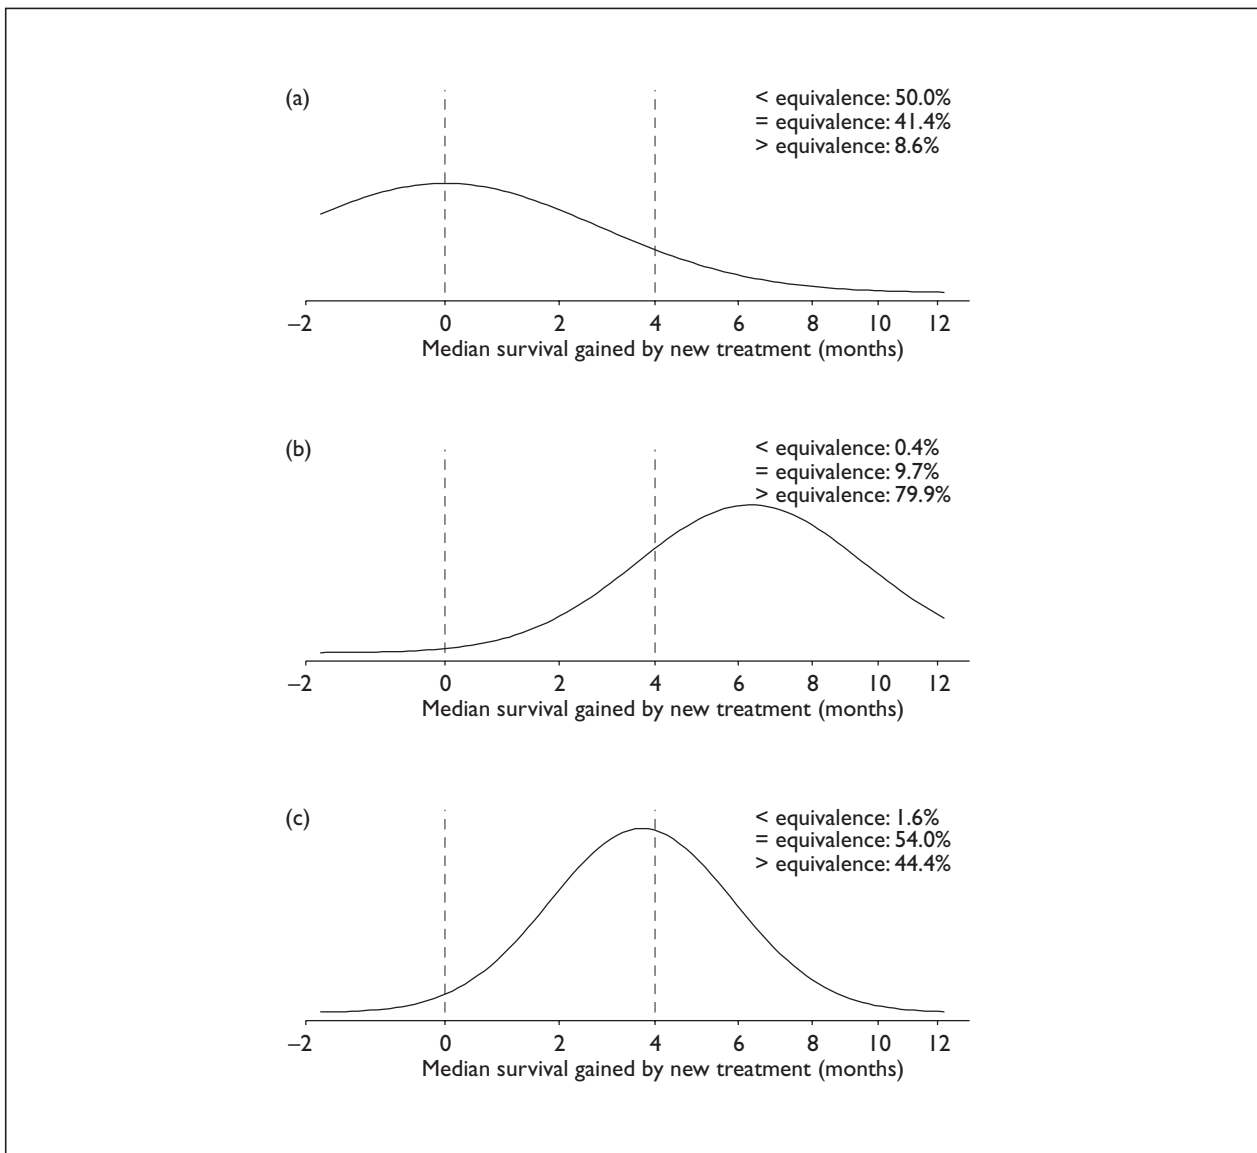 (a)
< equivalence: 50.0%
= equivalence: 41.4%
> equivalence: 8.6%
–2 0 2 4 6 8 10 12
Median survival gained by new treatment (months)
(b)
< equivalence: 0.4%
= equivalence: 9.7%
> equivalence: 79.9%
–2 0 2 4 6 8 10 12
Median survival gained by new treatment (months)
(c)
< equivalence: 1.6%
= equivalence: 54.0%
> equivalence: 44.4%
–2 0 2 4 6 8 10 12
Median survival gained by new treatment (months)